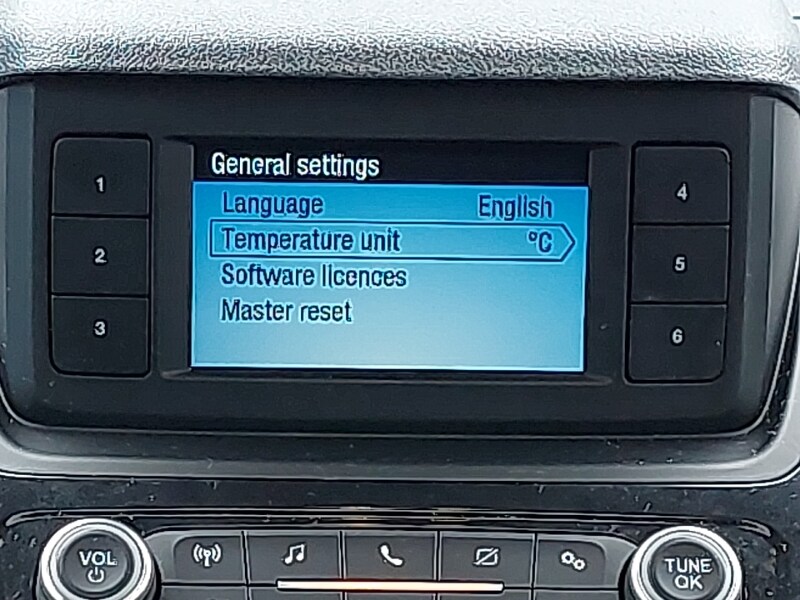 General settings
Language English
Temperature unit °C
Software licences
Master reset
1
2
3
4
5
6
VOL
TUNE
OK